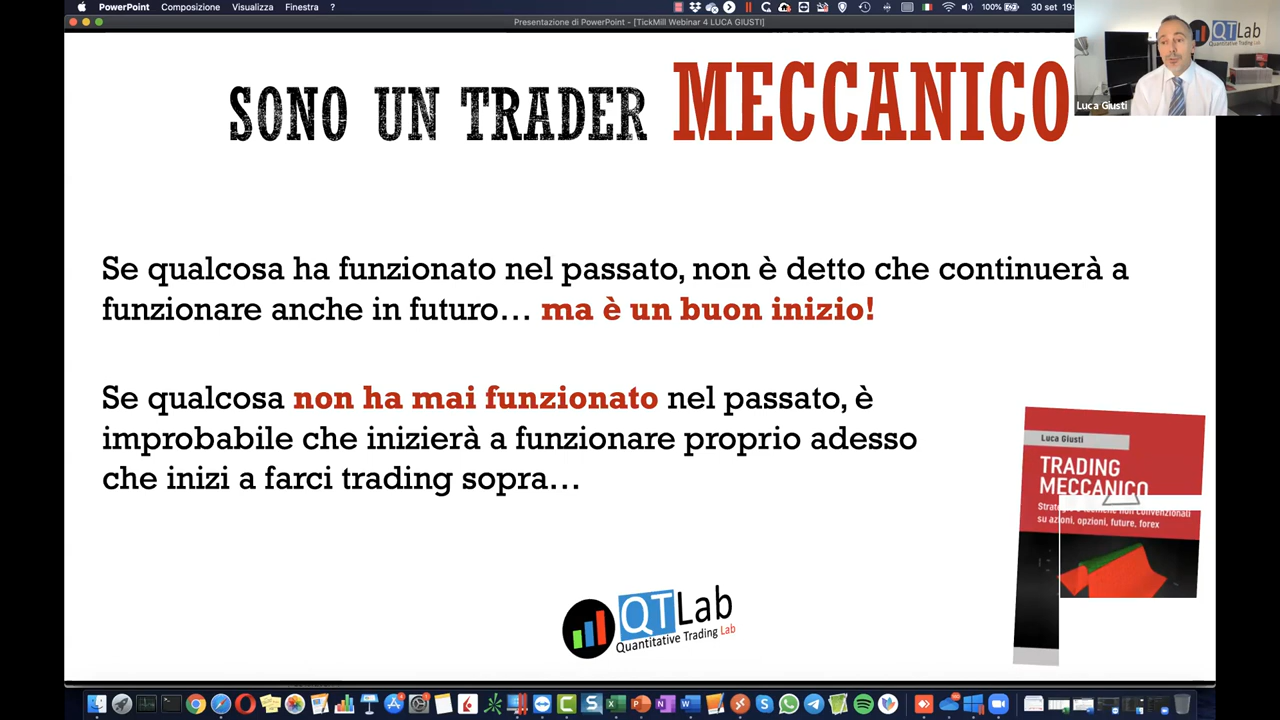 PowerPoint Composizione Visualizza Finestra ?
100% 30 set
Presentazione di PowerPoint - [TickMill Webinar 4 LUCA GIUSTI]
QTLab
Quantitative Trading Lab
Luca Giusti
SONO UN TRADER MECCANICO
Se qualcosa ha funzionato nel passato, non è detto che continuerà a
funzionare anche in futuro… ma è un buon inizio!
Se qualcosa non ha mai funzionato nel passato, è
improbabile che inizierà a funzionare proprio adesso
che inizi a farci trading sopra…
Luca Giusti
TRADING
MECCANICO
non convenzionali
su azioni, opzioni, future, forex
QTLab
Quantitative Trading Lab